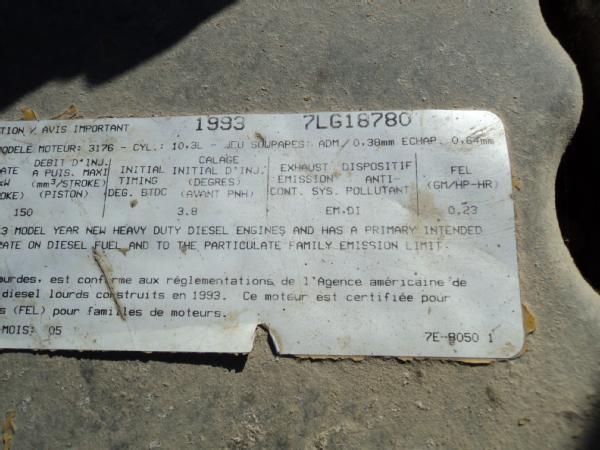 TION / AVIS IMPORTANT 1993 7LG18780
MODELE MOTEUR: 3176 - CYL.: 10.3L - JEU SOUPAPES: ADM/ 0.38mm ECHAP. 0.64mm
DEBIT D'INJ. CALAGE
ATE A PUIS. MAXI INITIAL INITIAL D'INJ. EXHAUST DISPOSITIF FEL
(mm³/STROKE) TIMING (DEGRES) EMISSION ANTI- (GM/HP-HR)
OKE) (PISTON) DEG. BTDC (AVANT PNH) CONT. SYS. POLLUTANT
150 3.8 EM.DI 0.23
3 MODEL YEAR NEW HEAVY DUTY DIESEL ENGINES AND HAS A PRIMARY INTENDED
RATE ON DIESEL FUEL AND TO THE PARTICULATE FAMILY EMISSION LIMIT.
ourdes, est conforme aux réglementations de l'Agence américaine de
diesel lourds construits en 1993. Ce moteur est certifiée pour
s (FEL) pour familles de moteurs.
MOIS: 05 7E-8050 1